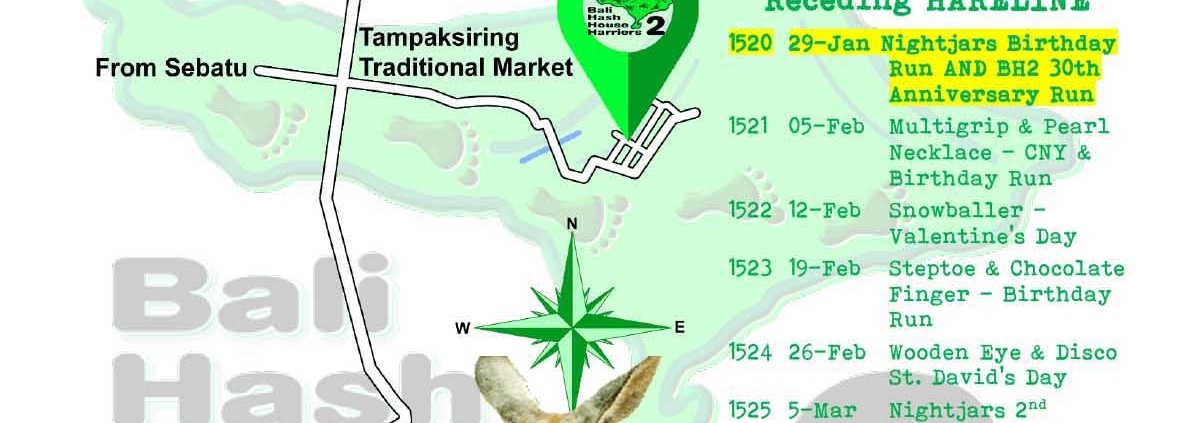 Bali
Hash
House
Harriers 2
Tampaksiring
Traditional Market
From Sebatu
N
W
E
Bali
Hash
Receding HARELINE
1520 29-Jan Nightjars Birthday
Run AND BH2 30th
Anniversary Run
1521 05-Feb Multigrip & Pearl
Necklace - CNY &
Birthday Run
1522 12-Feb Snowballer -
Valentine's Day
1523 19-Feb Steptoe & Chocolate
Finger - Birthday
Run
1524 26-Feb Wooden Eye & Disco
St. David's Day
1525 5-Mar Nightjars 2nd